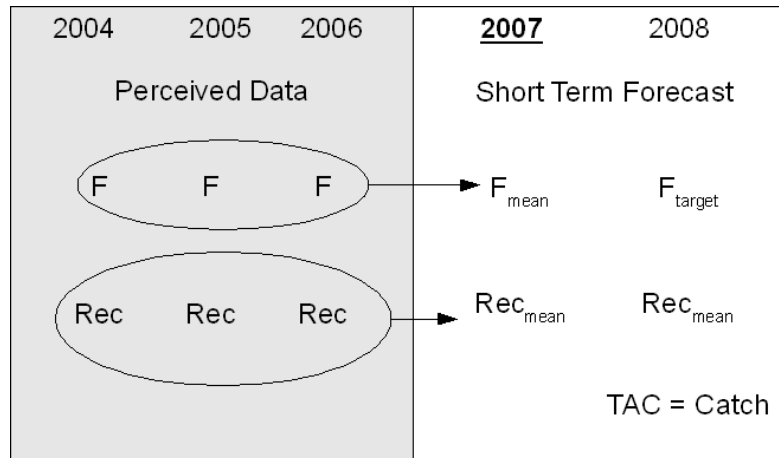 2004 2005 2006 2007 2008
Perceived Data Short Term Forecast
F F F Fmean Ftarget
Rec Rec Rec Recmean Recmean
TAC = Catch